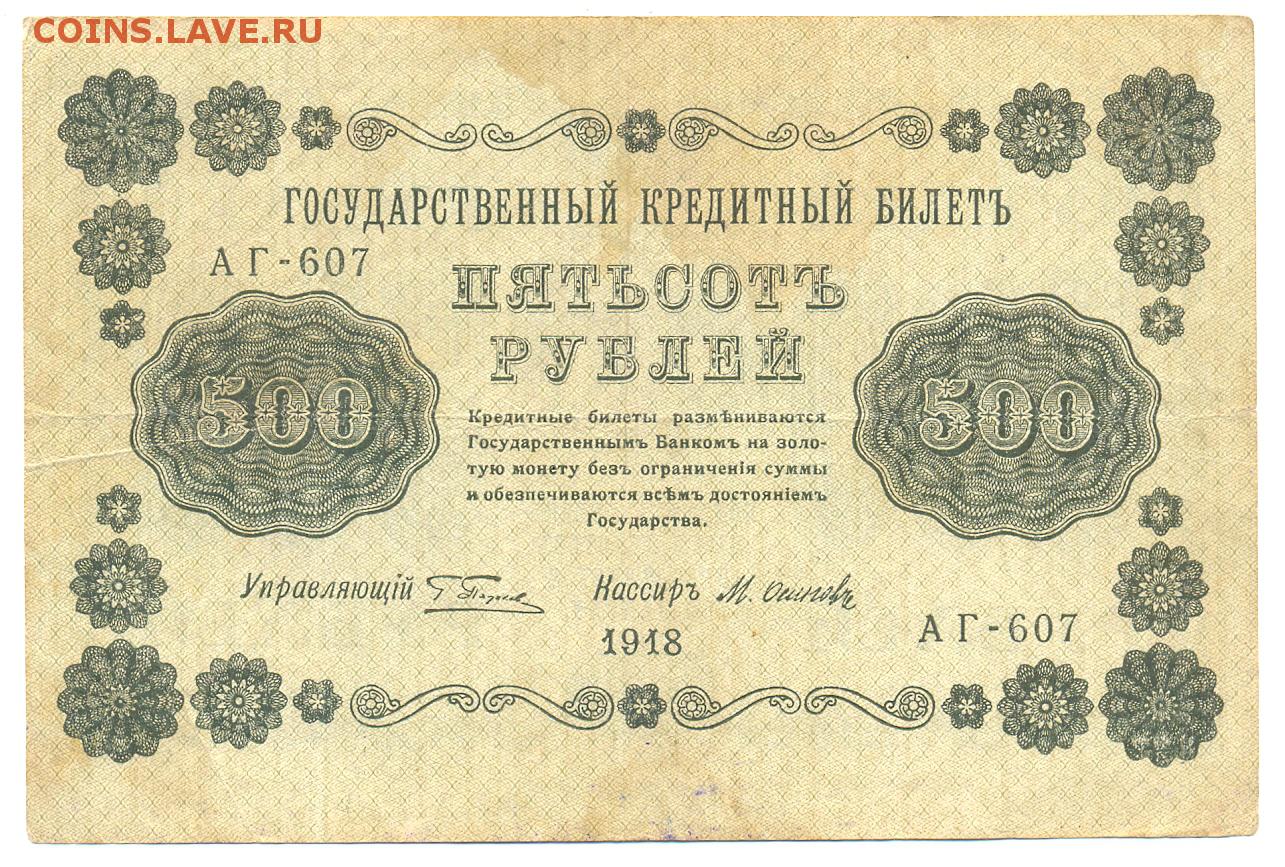 COINS.LAVE.RU
ГОСУДАРСТВЕННЫЙ КРЕДИТНЫЙ БИЛЕТЪ
АГ-607
ПЯТЬСОТЪ
РУБЛЕЙ
500
500
Кредитные билеты размѣниваются
Государственнымъ Банкомъ на золо-
тую монету безъ ограниченія суммы
и обезпечиваются всѣмъ достояніемъ
Государства.
Управляющій
Кассиръ М. Осиповъ
1918
АГ-607